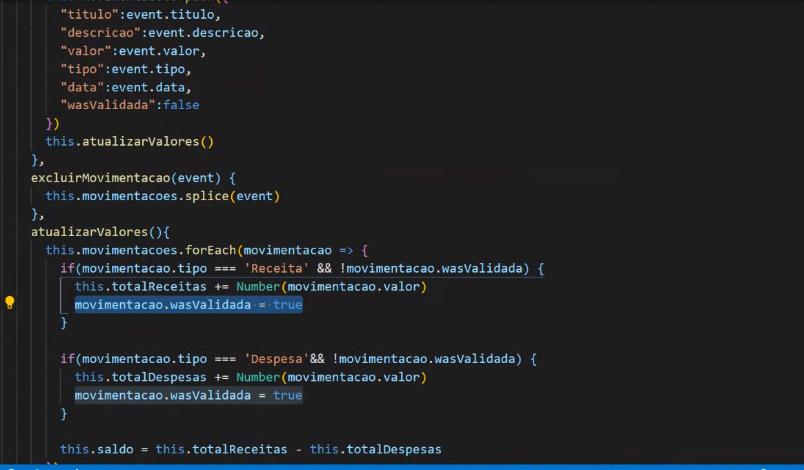 "titulo":event.titulo,
"descricao":event.descricao,
"valor":event.valor,
"tipo":event.tipo,
"data":event.data,
"wasValidada":false
})
this.atualizarValores()
},
excluirMovimentacao(event) {
this.movimentacoes.splice(event)
},
atualizarValores(){
this.movimentacoes.forEach(movimentacao => {
if(movimentacao.tipo === 'Receita' && !movimentacao.wasValidada) {
this.totalReceitas += Number(movimentacao.valor)
movimentacao.wasValidada = true
}
if(movimentacao.tipo === 'Despesa'&& !movimentacao.wasValidada) {
this.totalDespesas += Number(movimentacao.valor)
movimentacao.wasValidada = true
}
this.saldo = this.totalReceitas - this.totalDespesas